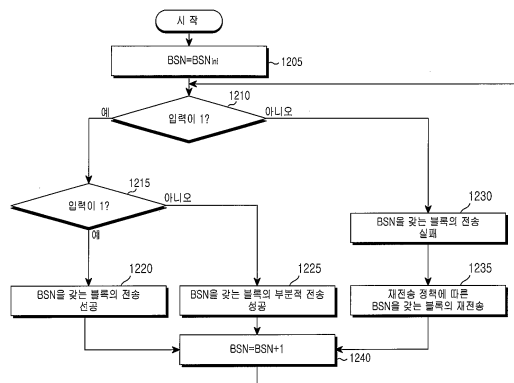 시 작
BSN=BSNini
1205
1210
입력이 1?
예
아니오
1215
입력이 1?
아니오
예
1230
BSN을 갖는 블록의 전송
실패
1220
BSN을 갖는 블록의 전송
선공
1225
BSN을 갖는 블록의 부분적 전송
성공
1235
재전송 정책에 따른
BSN을 갖는 블록의 재전송
BSN=BSN+1
1240